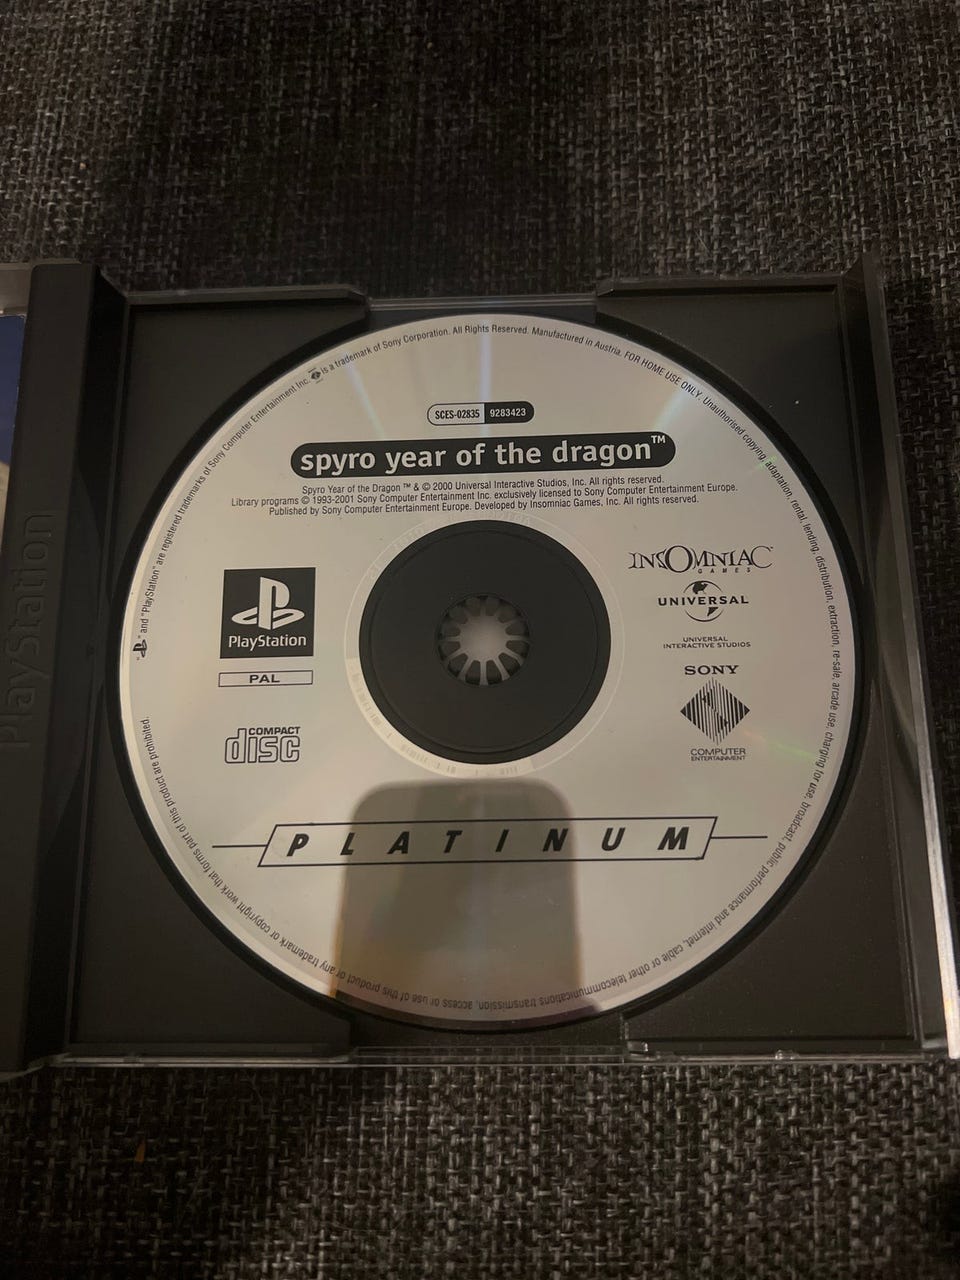 SCES-02835 9283423
spyro year of the dragon™
Spyro Year of the Dragon ™ & © 2000 Universal Interactive Studios, Inc. All rights reserved.
Library programs © 1993-2001 Sony Computer Entertainment Inc. exclusively licensed to Sony Computer Entertainment Europe.
Published by Sony Computer Entertainment Europe. Developed by Insomniac Games, Inc. All rights reserved.
PlayStation
PAL
COMPACT
disc
INSOMNIAC
GAMES
UNIVERSAL
UNIVERSAL
INTERACTIVE STUDIOS
SONY
COMPUTER
ENTERTAINMENT
PLATINUM
" " and "PlayStation" are registered trademarks of Sony Computer Entertainment Inc. is a trademark of Sony Corporation. All Rights Reserved. Manufactured in Austria. FOR HOME USE ONLY. Unauthorised copying, adaptation, rental, lending, distribution, extraction, re-sale, arcade use, charging for use, broadcast, public performance and internet, cable or other telecommunications transmission, access or use of this product or any trademark or copyright work that forms part of this product are prohibited.
PlayStation